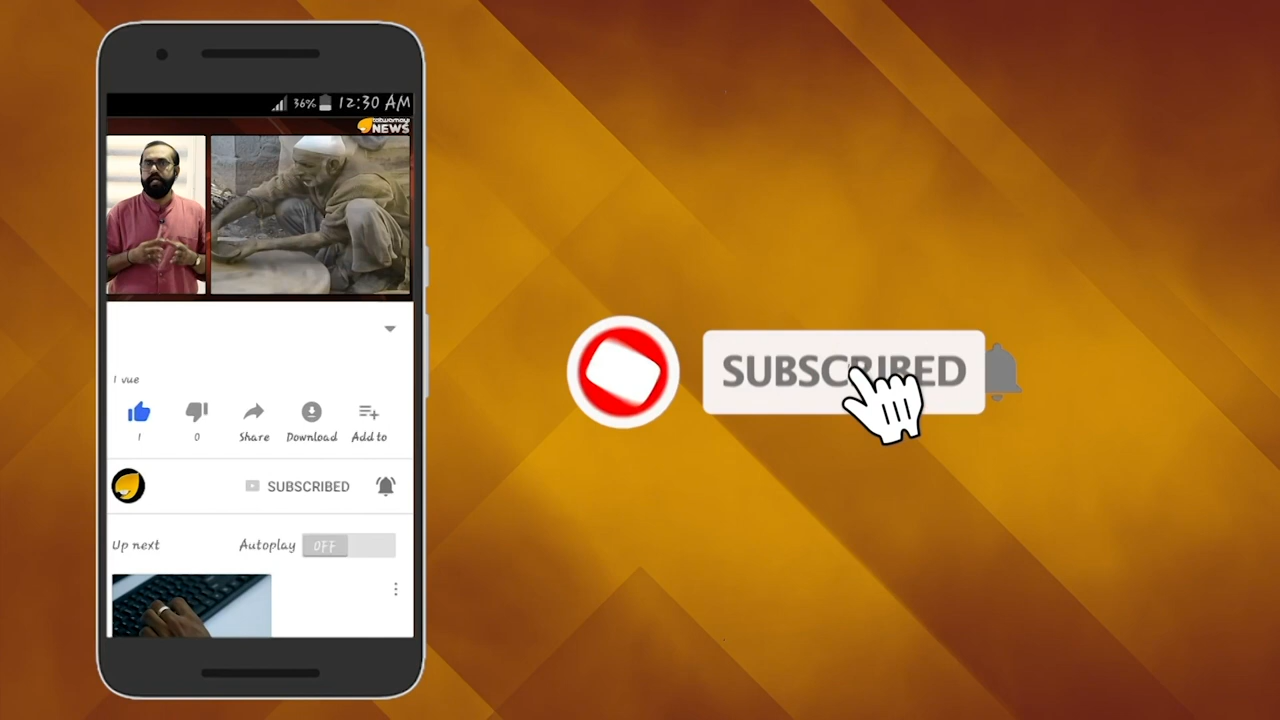 36% 12:30 AM
tatwamayi
NEWS
1 vue
1
0
Share
Download
Add to
SUBSCRIBED
Up next
Autoplay
OFF
SUBSCRIBED